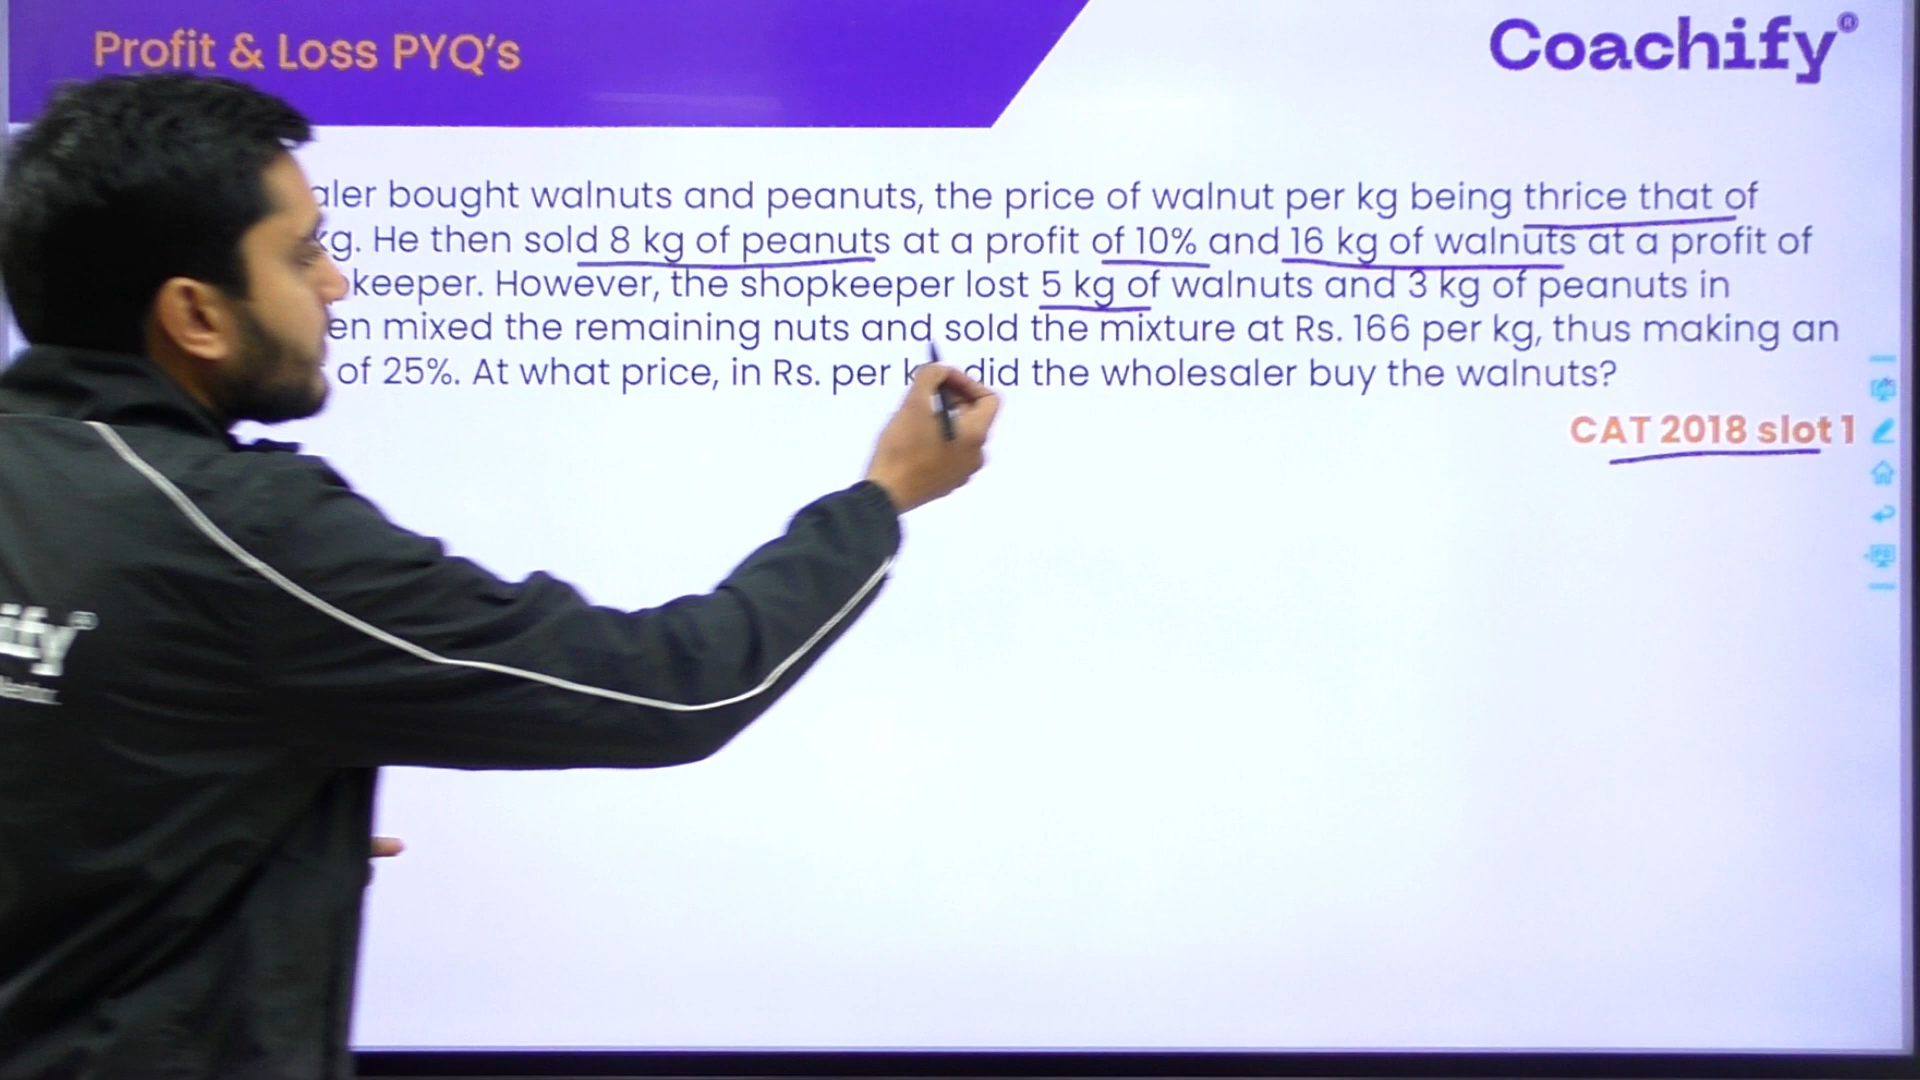 Profit & Loss PYQ's
Coachify®
aler bought walnuts and peanuts, the price of walnut per kg being thrice that of
kg. He then sold 8 kg of peanuts at a profit of 10% and 16 kg of walnuts at a profit of
keeper. However, the shopkeeper lost 5 kg of walnuts and 3 kg of peanuts in
en mixed the remaining nuts and sold the mixture at Rs. 166 per kg, thus making an
of 25%. At what price, in Rs. per k did the wholesaler buy the walnuts?
CAT 2018 slot 1
ify®